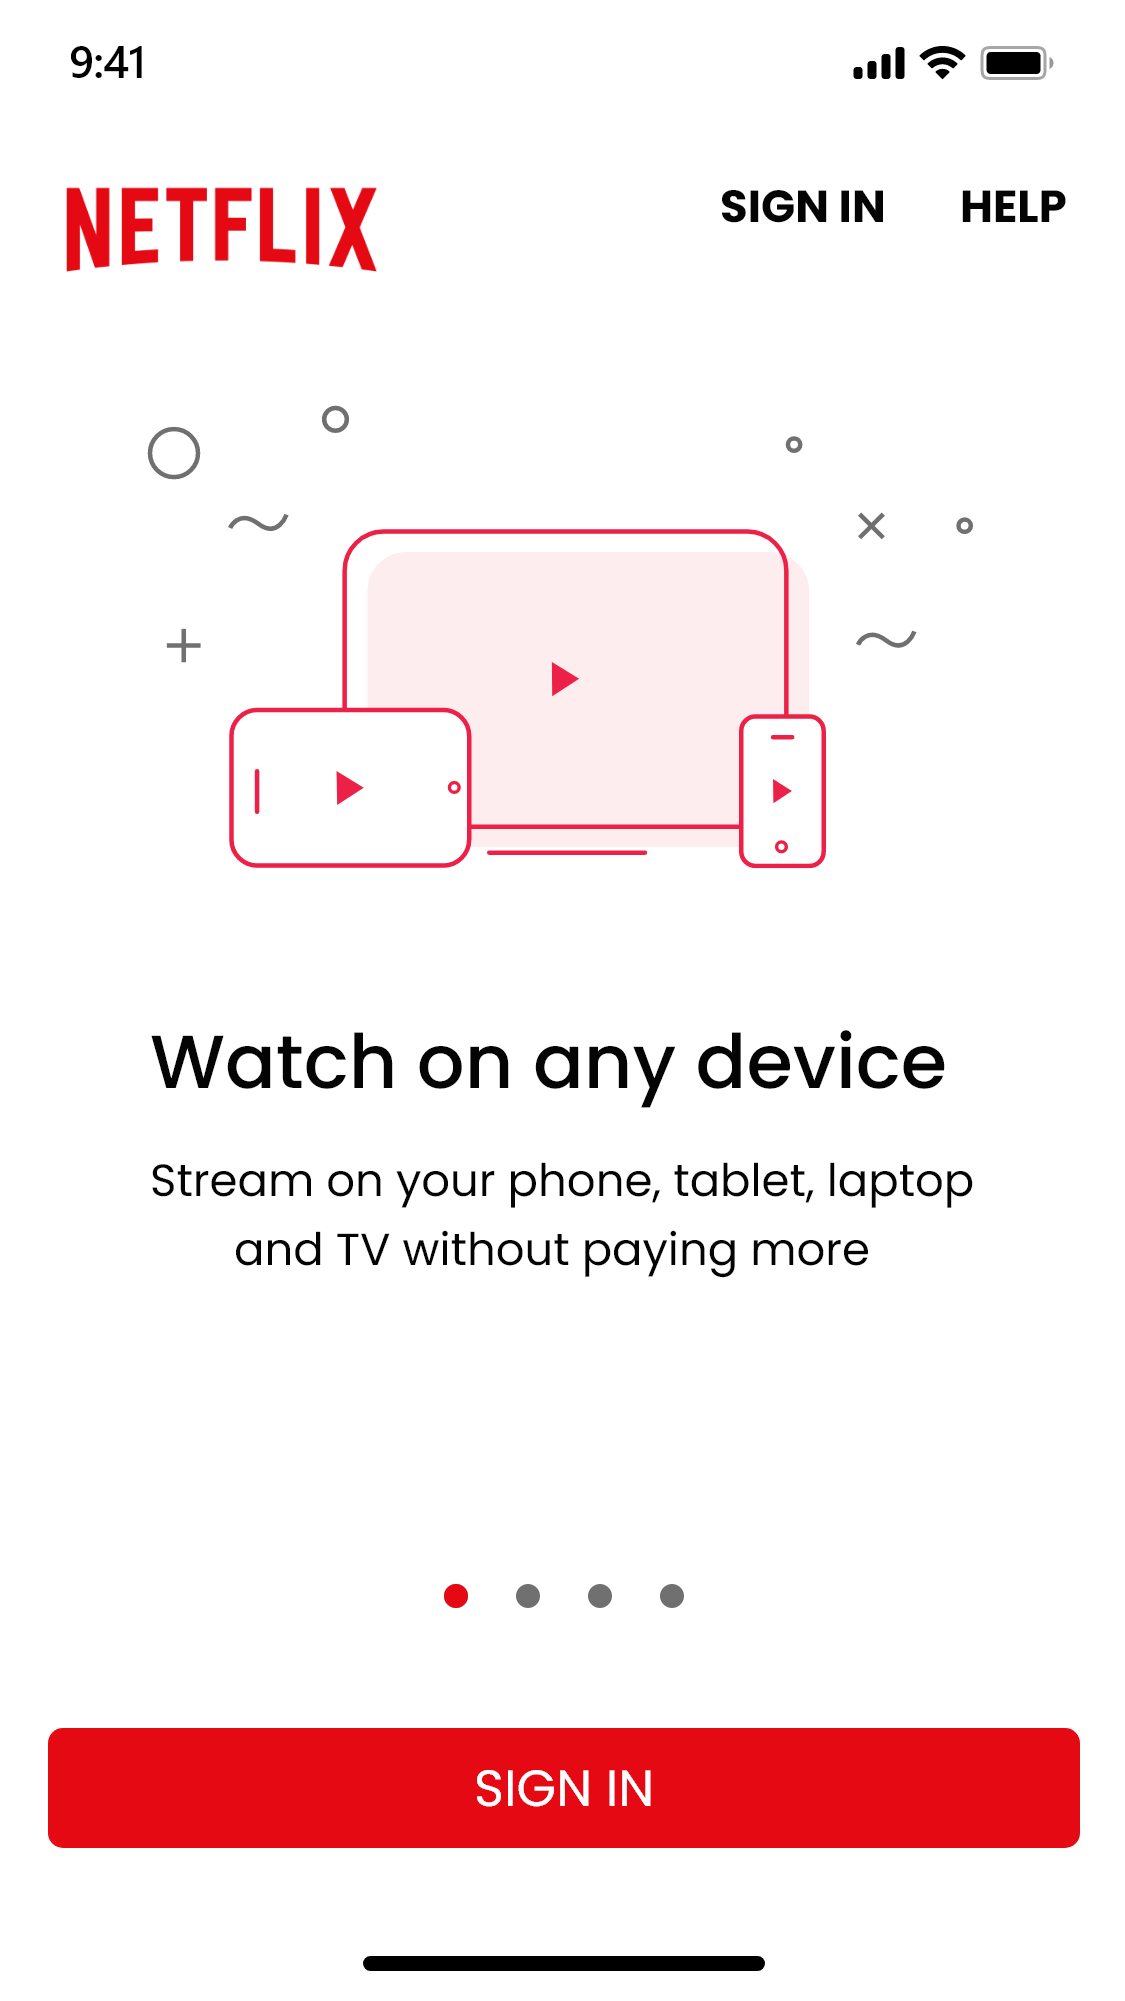 9:41
NETFLIX
SIGN IN
HELP
Watch on any device
Stream on your phone, tablet, laptop
and TV without paying more
SIGN IN